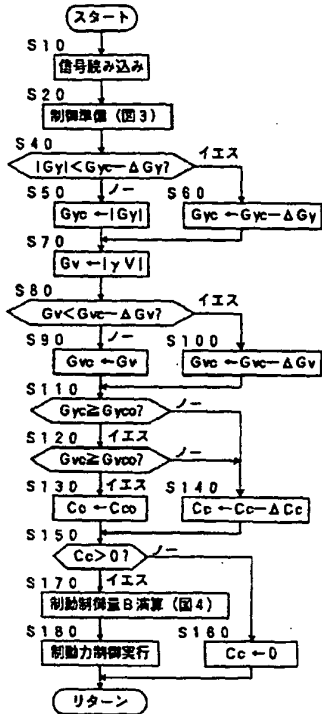 スタート
S10
信号読み込み
S20
制御準備 (図3)
S40
|Gy|<Gyc−ΔGy?
イエス
S50
ノー
S60
Gyc←|Gy|
Gyc←Gyc−ΔGy
S70
Gv←|γV|
S80
Gv<Gvc−ΔGv?
イエス
S90
ノー
S100
Gvc←Gv
Gvc←Gvc−ΔGv
S110
Gyc≧Gyco?
ノー
S120
イエス
Gvc≧Gvco?
ノー
S130
イエス
S140
Cc←Cco
Cc←Cc−ΔCc
S150
Cc>0?
ノー
S170
イエス
制動制御量B演算 (図4)
S180
S160
制動力制御実行
Cc←0
リターン